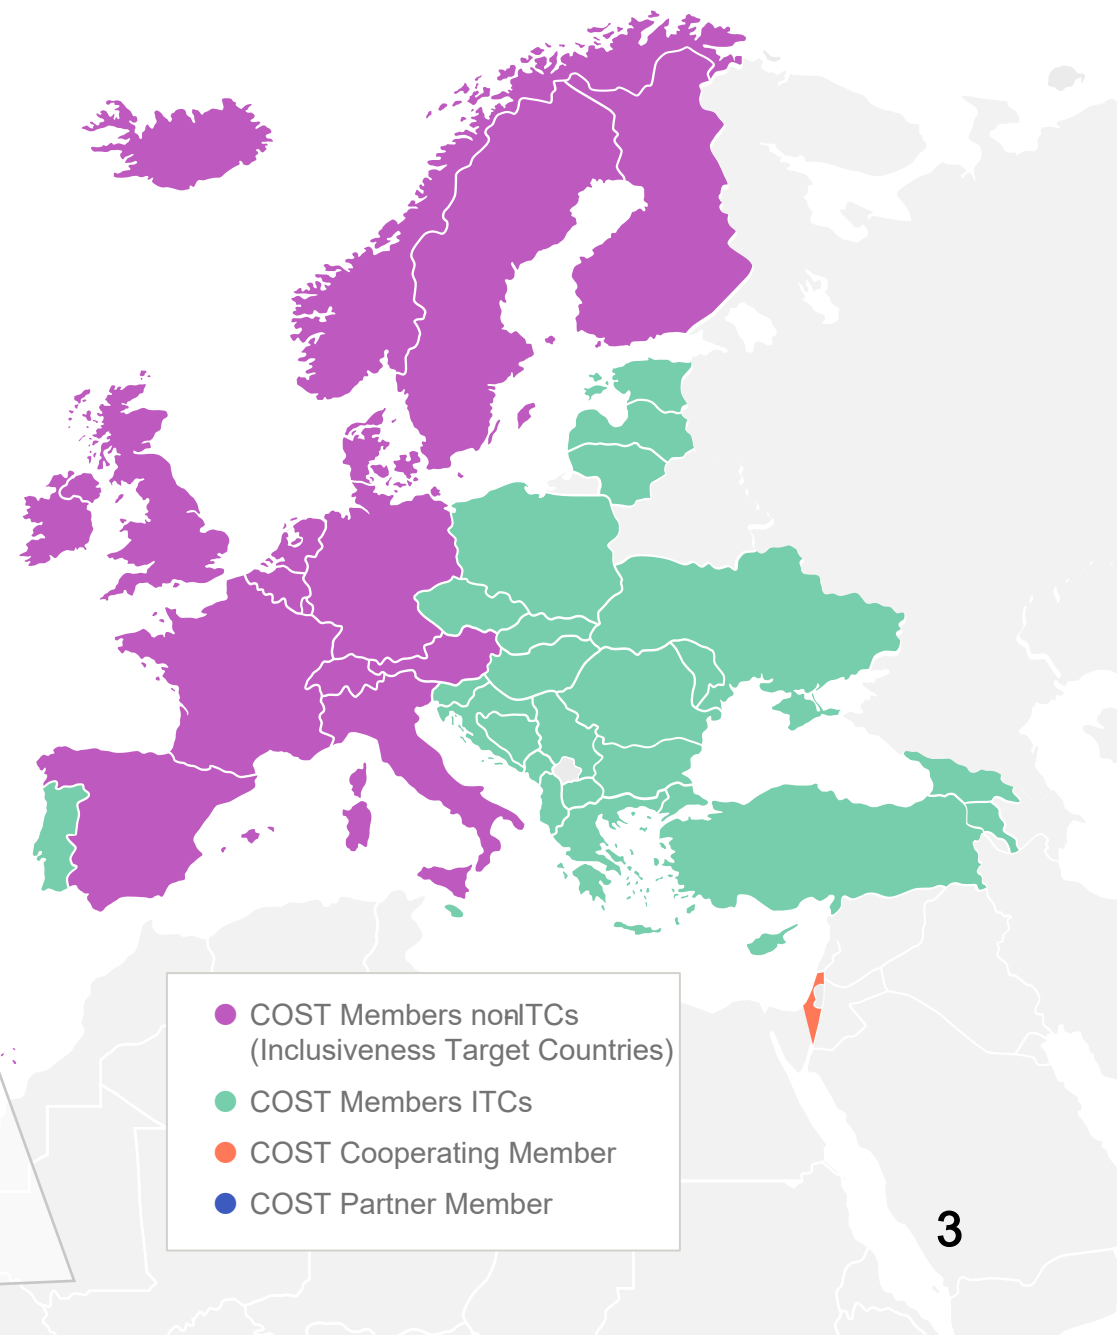 COST Members non-ITCs
(Inclusiveness Target Countries)
COST Members ITCs
COST Cooperating Member
COST Partner Member
3